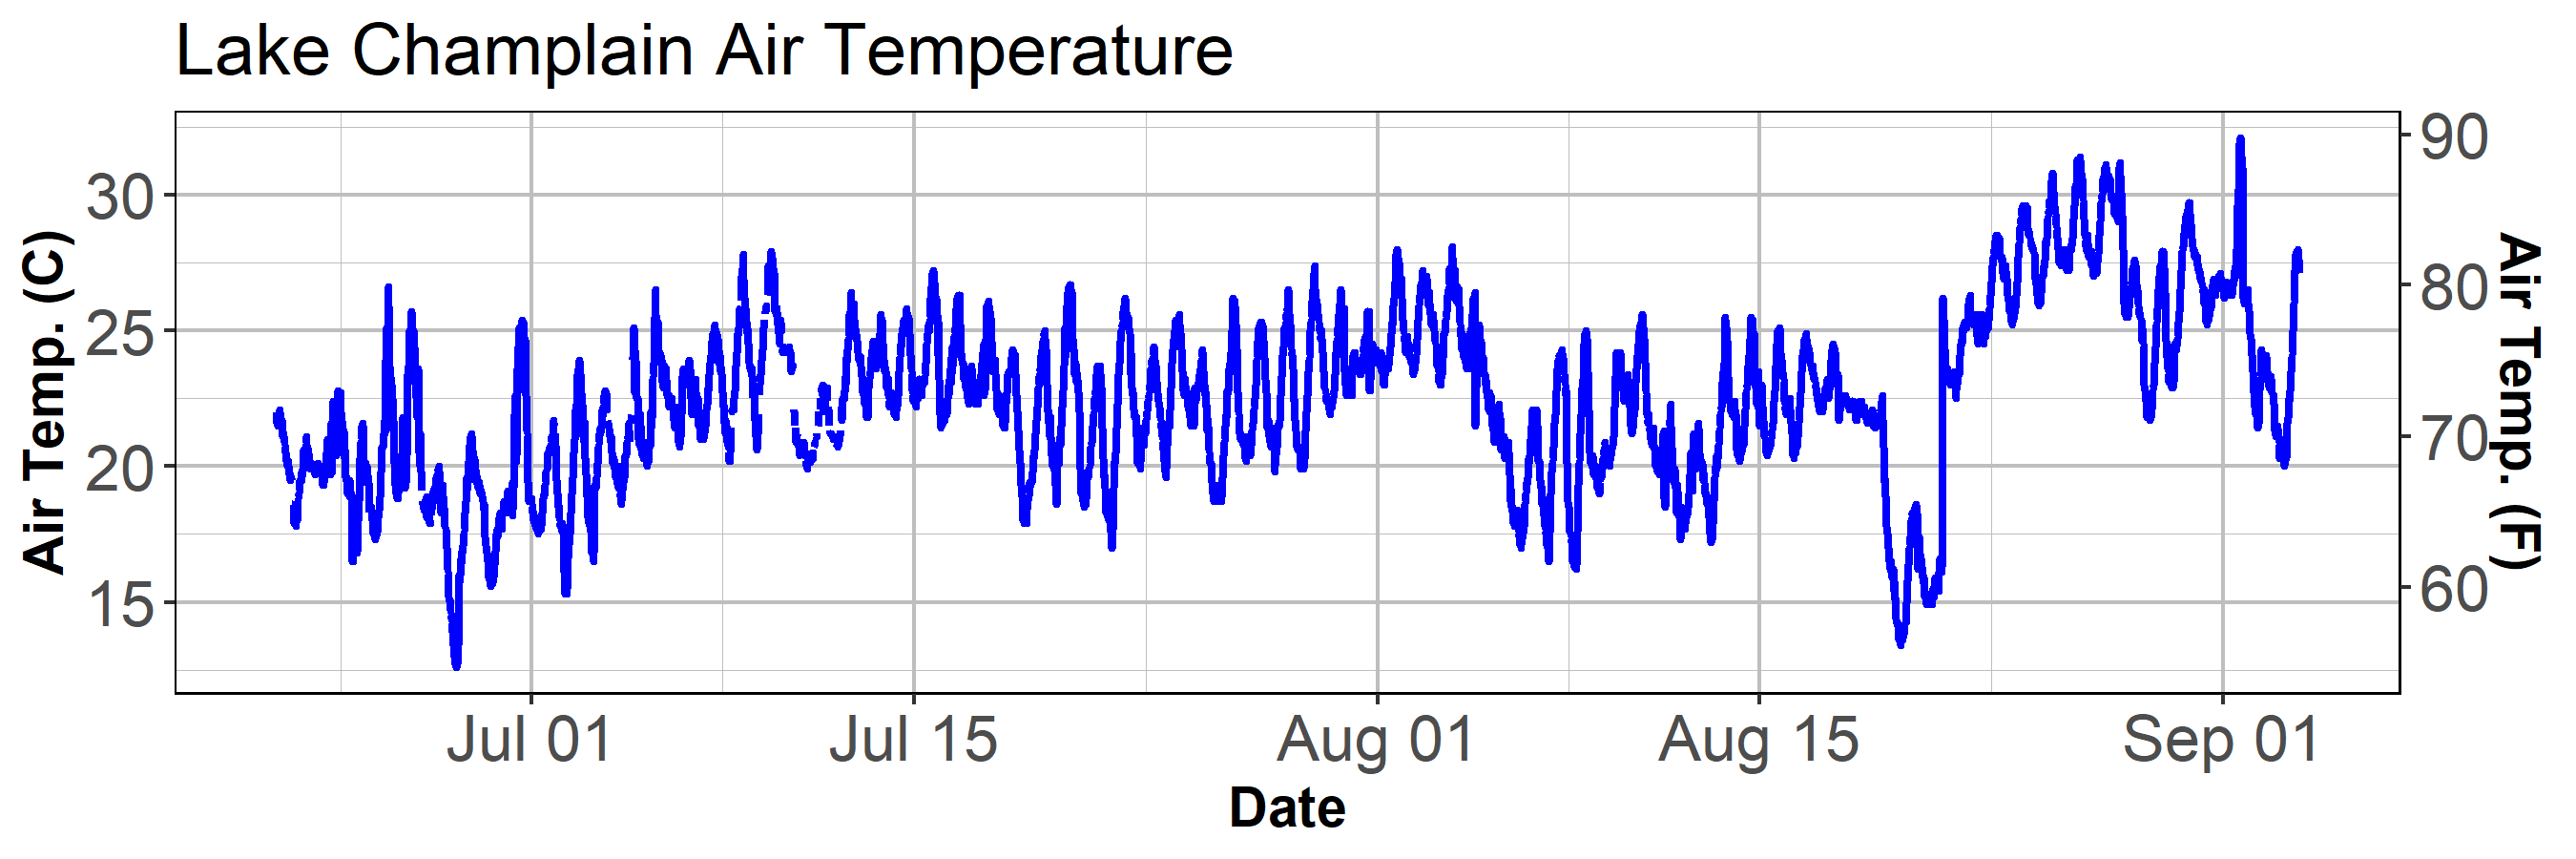 Lake Champlain Air Temperature
Air Temp. (C)
30
25
20
15
90
80
70
60
Air Temp. (F)
Jul 01 Jul 15 Aug 01 Aug 15 Sep 01
Date